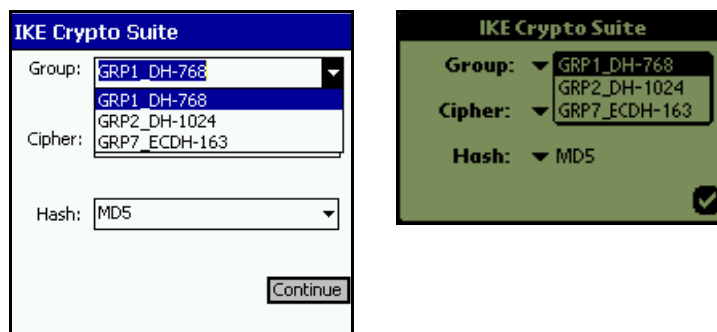 IKE Crypto Suite
Group: GRP1_DH-768
GRP1_DH-768
GRP2_DH-1024
Cipher: GRP7_ECDH-163
Hash: MD5
Continue
IKE Crypto Suite
Group: GRP1_DH-768
GRP2_DH-1024
Cipher: GRP7_ECDH-163
Hash: MD5